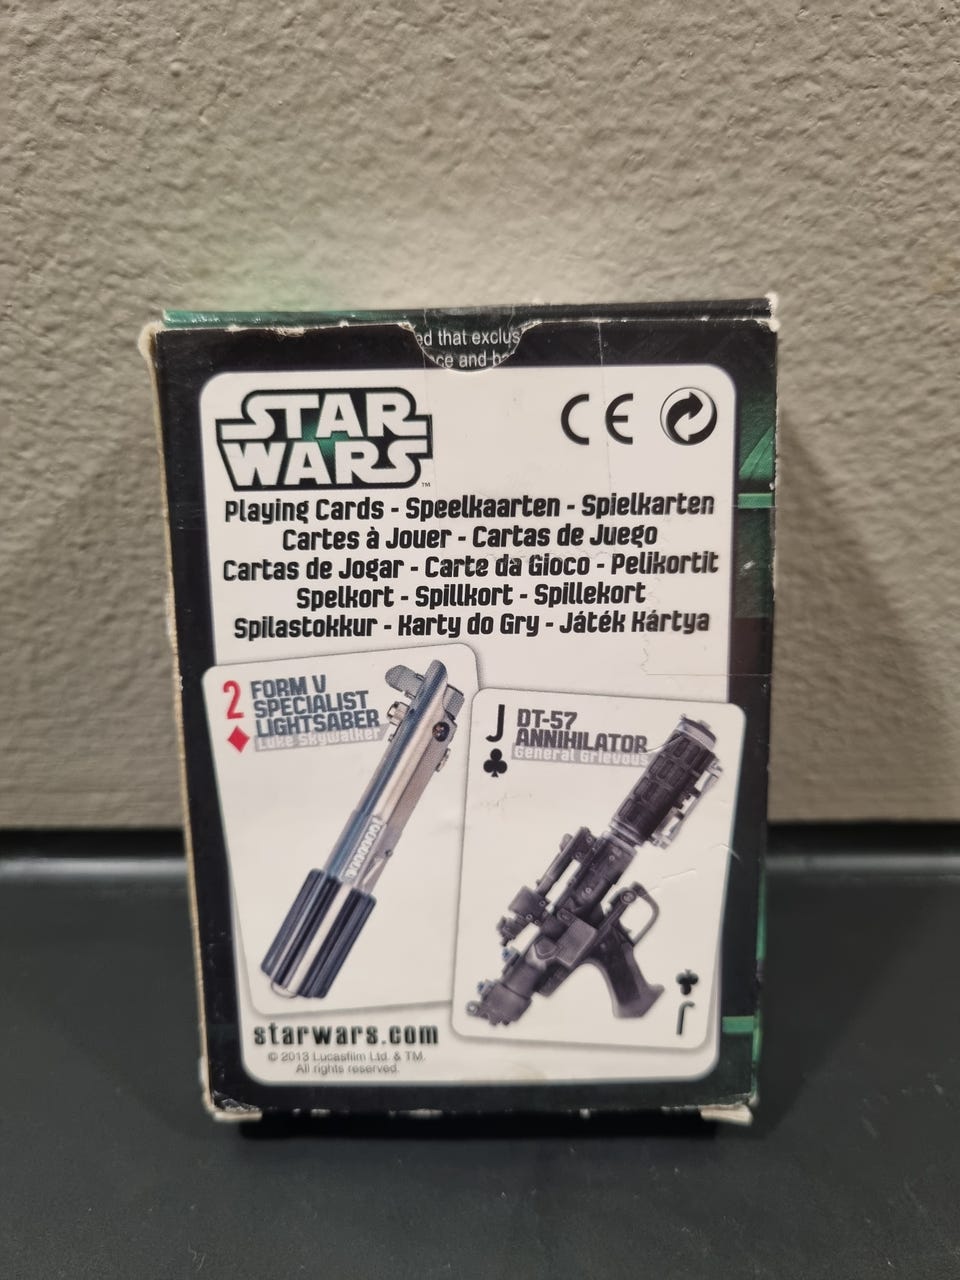 ed that exclus
ce and b
STAR
WARS
TM
CE
Playing Cards - Speelkaarten - Spielkarten
Cartes à Jouer - Cartas de Juego
Cartas de Jogar - Carte da Gioco - Pelikortit
Spelkort - Spillkort - Spillekort
Spilastokkur - Karty do Gry - Játék Kártya
2
FORM V
SPECIALIST
LIGHTSABER
Luke Skywalker
J
DT-57
ANNIHILATOR
General Grievous
J
starwars.com
© 2013 Lucasfilm Ltd. & TM.
All rights reserved.